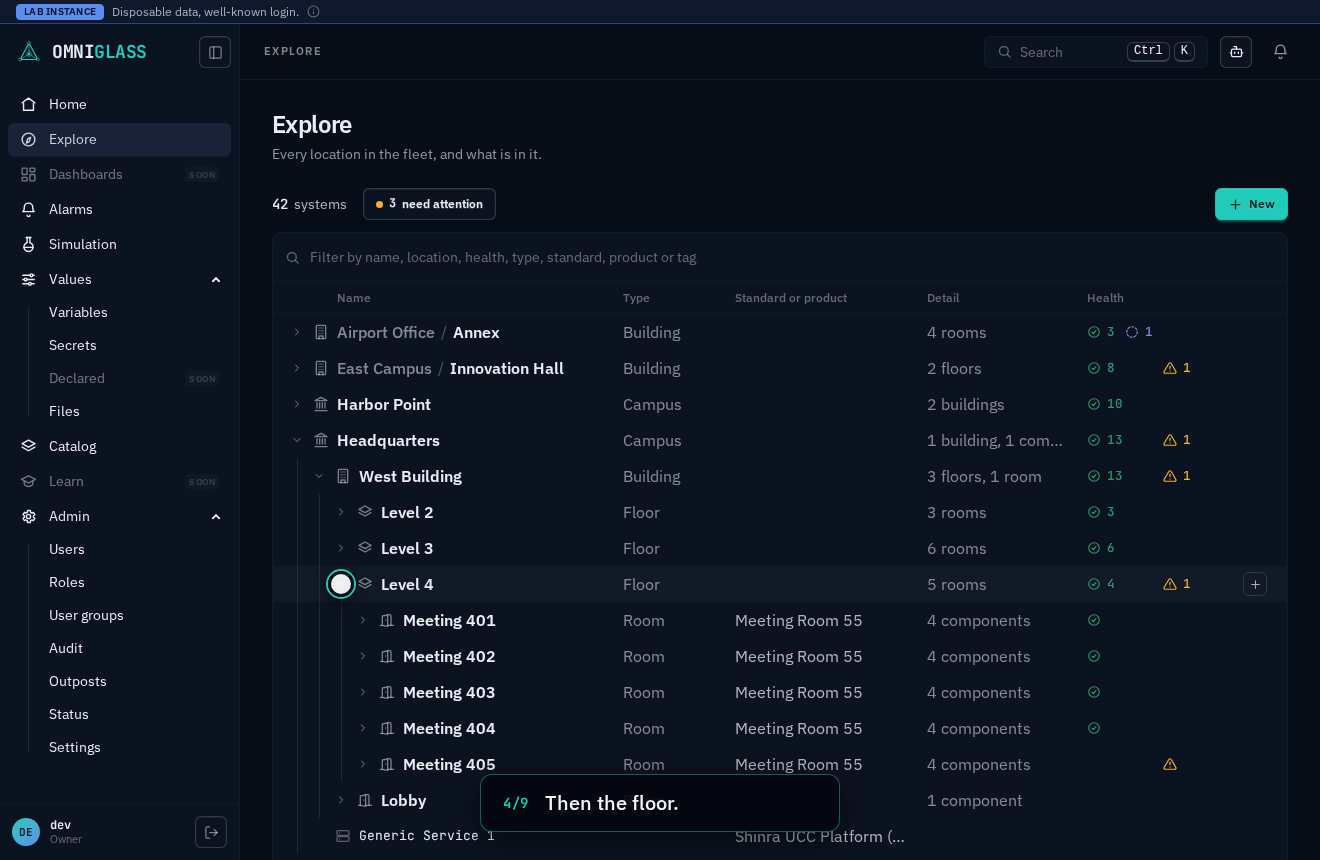 LAB INSTANCE Disposable data, well-known login.
OMNIGLASS
EXPLORE
Search Ctrl K
Home
Explore
Dashboards SOON
Alarms
Simulation
Values
Variables
Secrets
Declared SOON
Files
Catalog
Learn SOON
Admin
Users
Roles
User groups
Audit
Outposts
Status
Settings
DE dev
Owner
Explore
Every location in the fleet, and what is in it.
42 systems 3 need attention New
Filter by name, location, health, type, standard, product or tag
Name Type Standard or product Detail Health
Airport Office / Annex Building 4 rooms 3 1
East Campus / Innovation Hall Building 2 floors 8 1
Harbor Point Campus 2 buildings 10
Headquarters Campus 1 building, 1 com... 13 1
West Building Building 3 floors, 1 room 13 1
Level 2 Floor 3 rooms 3
Level 3 Floor 6 rooms 6
Level 4 Floor 5 rooms 4 1
Meeting 401 Room Meeting Room 55 4 components
Meeting 402 Room Meeting Room 55 4 components
Meeting 403 Room Meeting Room 55 4 components
Meeting 404 Room Meeting Room 55 4 components
Meeting 405 Room Meeting Room 55 4 components
Lobby 1 component
4/9 Then the floor.
Generic Service 1 Shinra UCC Platform (...